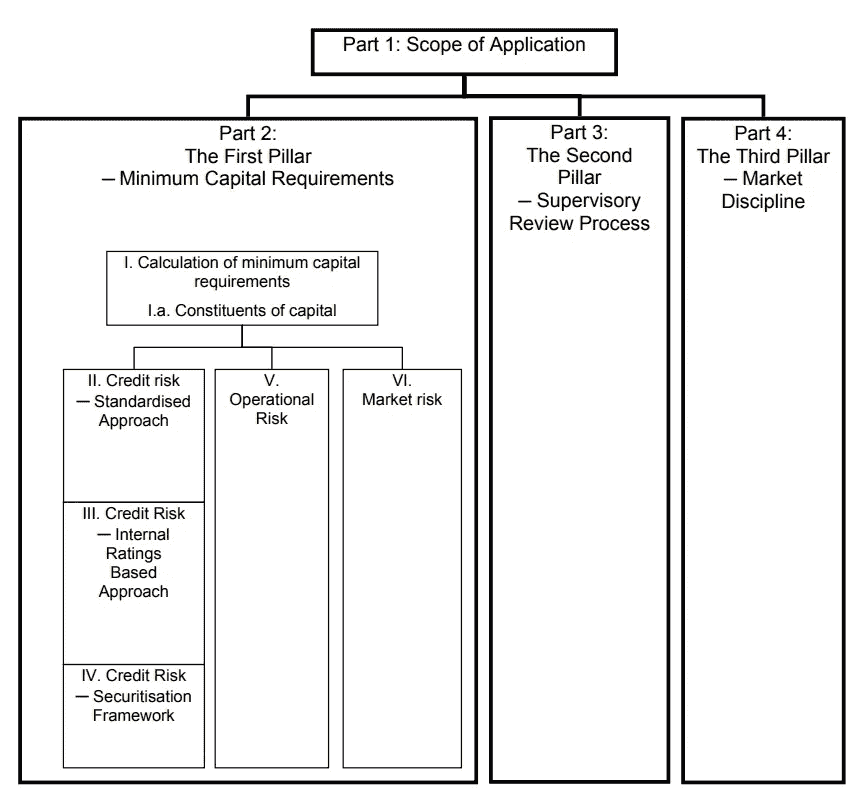 Part 1: Scope of Application
Part 2:
The First Pillar
— Minimum Capital Requirements
I. Calculation of minimum capital
requirements
I.a. Constituents of capital
II. Credit risk
— Standardised
Approach
III. Credit Risk
— Internal
Ratings
Based
Approach
IV. Credit Risk
— Securitisation
Framework
V.
Operational
Risk
VI.
Market risk
Part 3:
The Second
Pillar
— Supervisory
Review Process
Part 4:
The Third Pillar
— Market
Discipline